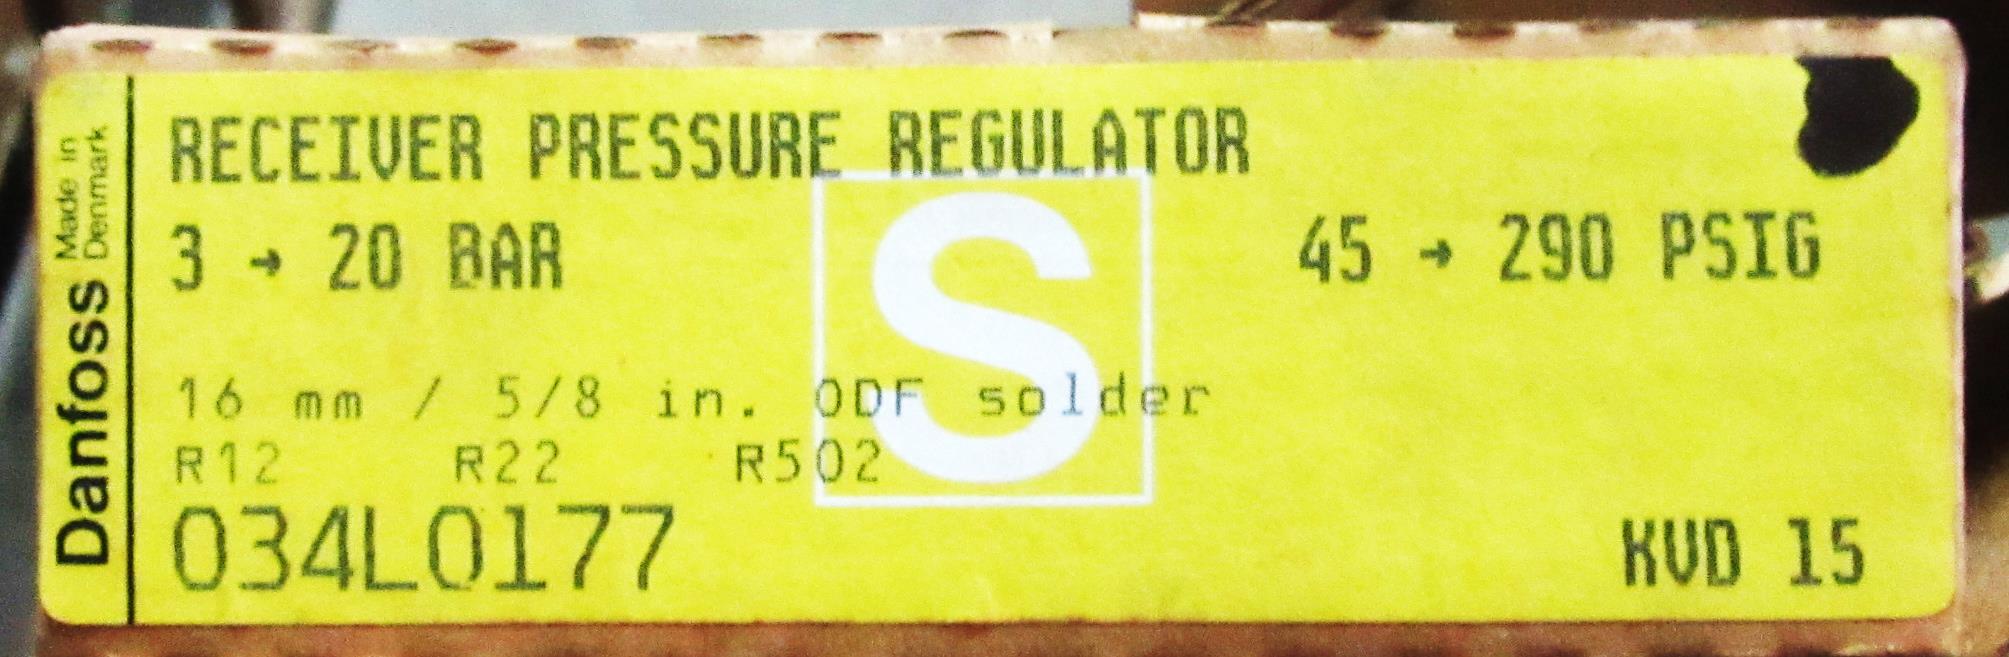 RECEIVER PRESSURE REGULATOR
3 → 20 BAR 45 → 290 PSIG
16 mm / 5/8 in. ODF solder
R12 R22 R502
034L0177 KVD 15
S
Danfoss
Made in
Denmark